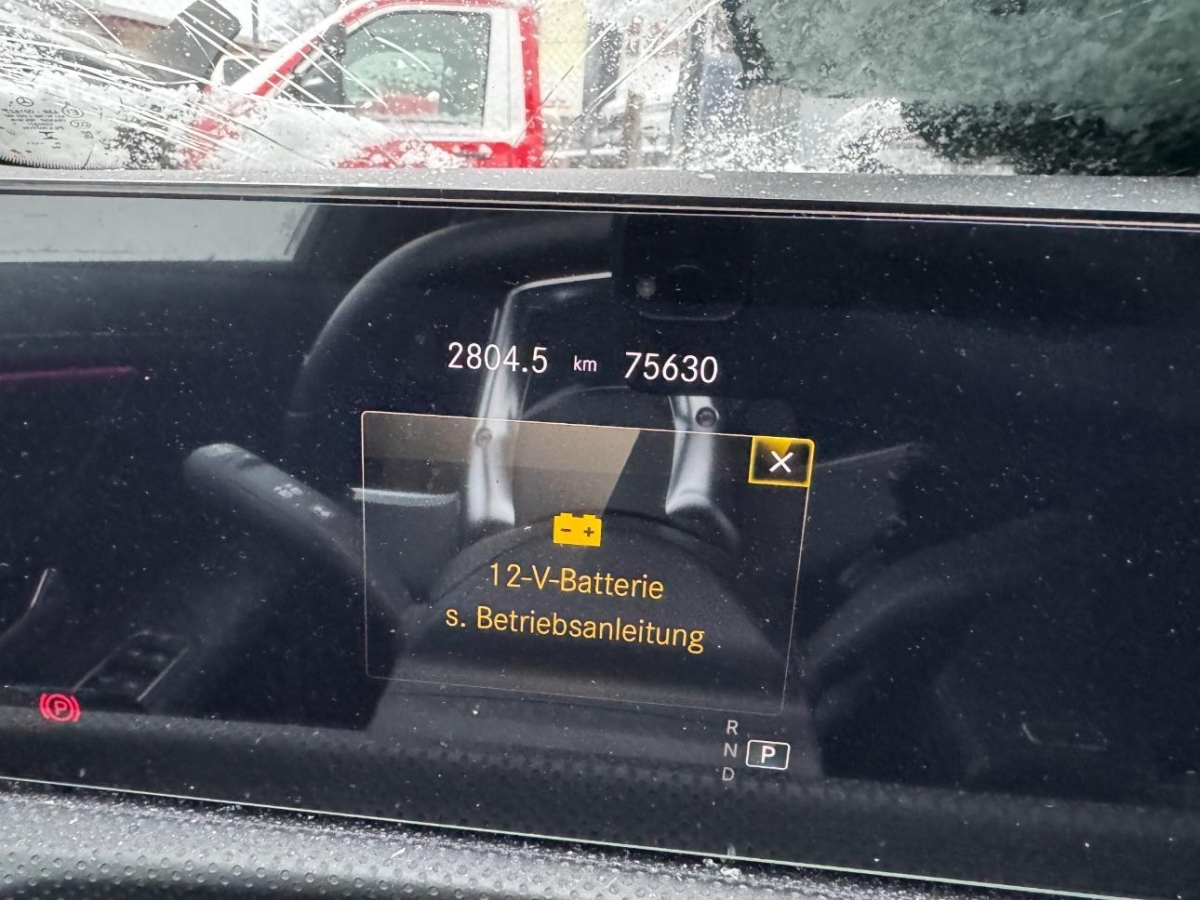 2804.5 km 75630
12-V-Batterie
s. Betriebsanleitung
P
R
N P
D